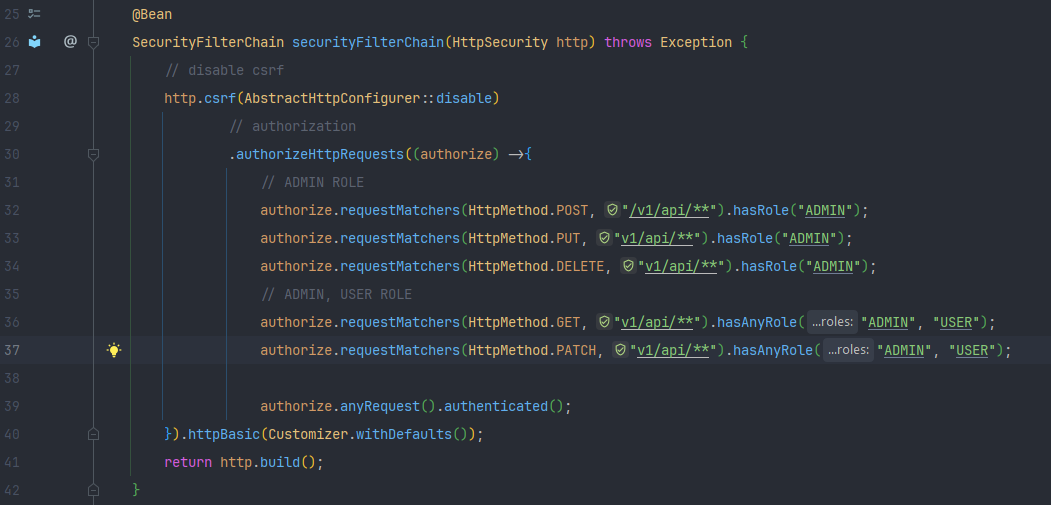 25 @Bean
26 @ SecurityFilterChain securityFilterChain(HttpSecurity http) throws Exception {
27 // disable csrf
28 http.csrf(AbstractHttpConfigurer::disable)
29 // authorization
30 .authorizeHttpRequests((authorize) ->{
31 // ADMIN ROLE
32 authorize.requestMatchers(HttpMethod.POST, "/v1/api/**").hasRole("ADMIN");
33 authorize.requestMatchers(HttpMethod.PUT, "v1/api/**").hasRole("ADMIN");
34 authorize.requestMatchers(HttpMethod.DELETE, "v1/api/**").hasRole("ADMIN");
35 // ADMIN, USER ROLE
36 authorize.requestMatchers(HttpMethod.GET, "v1/api/**").hasAnyRole( ...roles: "ADMIN", "USER");
37 authorize.requestMatchers(HttpMethod.PATCH, "v1/api/**").hasAnyRole( ...roles: "ADMIN", "USER");
38
39 authorize.anyRequest().authenticated();
40 }).httpBasic(Customizer.withDefaults());
41 return http.build();
42 }